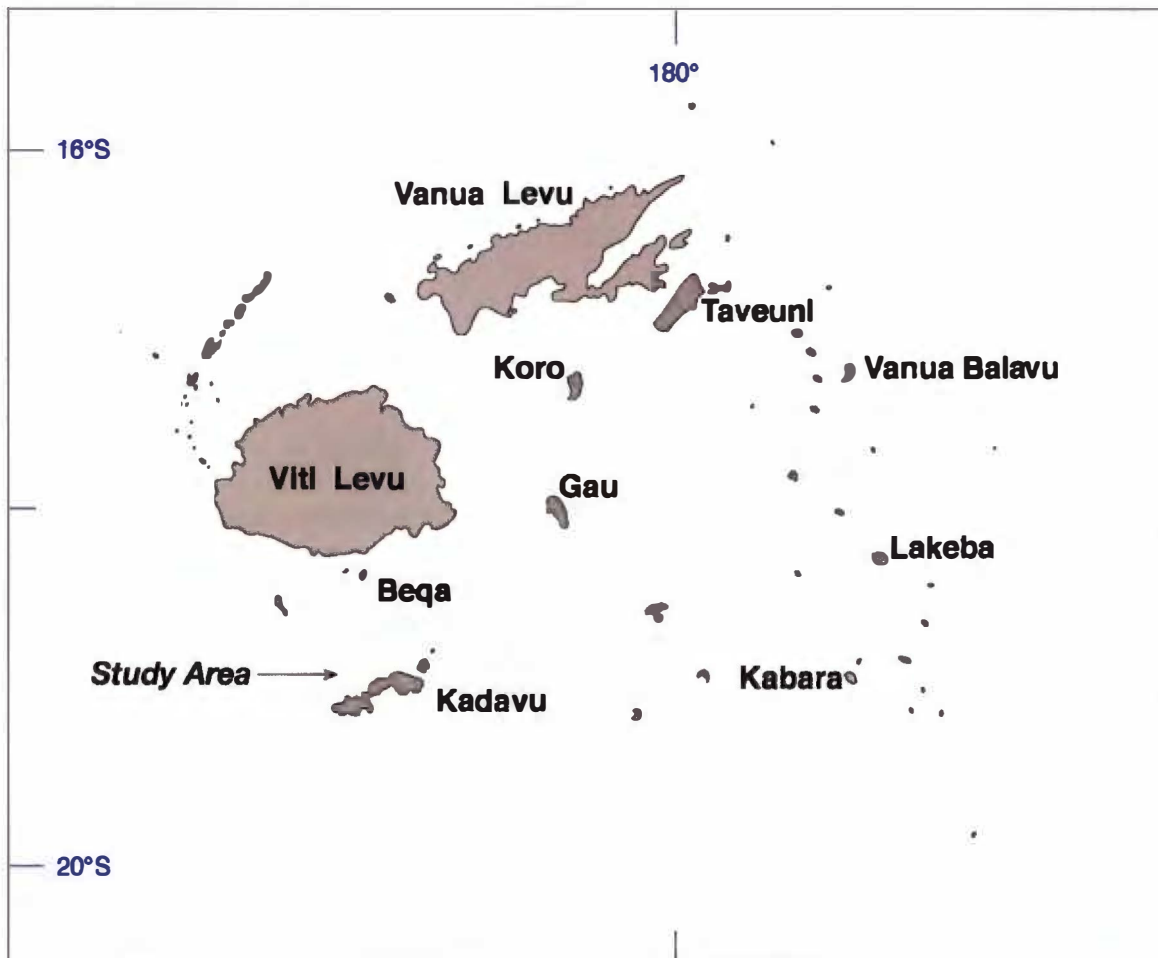 180°
16°S
Vanua Levu
Taveuni
Koro
Vanua Balavu
Viti Levu
Gau
Lakeba
Beqa
Study Area
Kabara
Kadavu
20°S